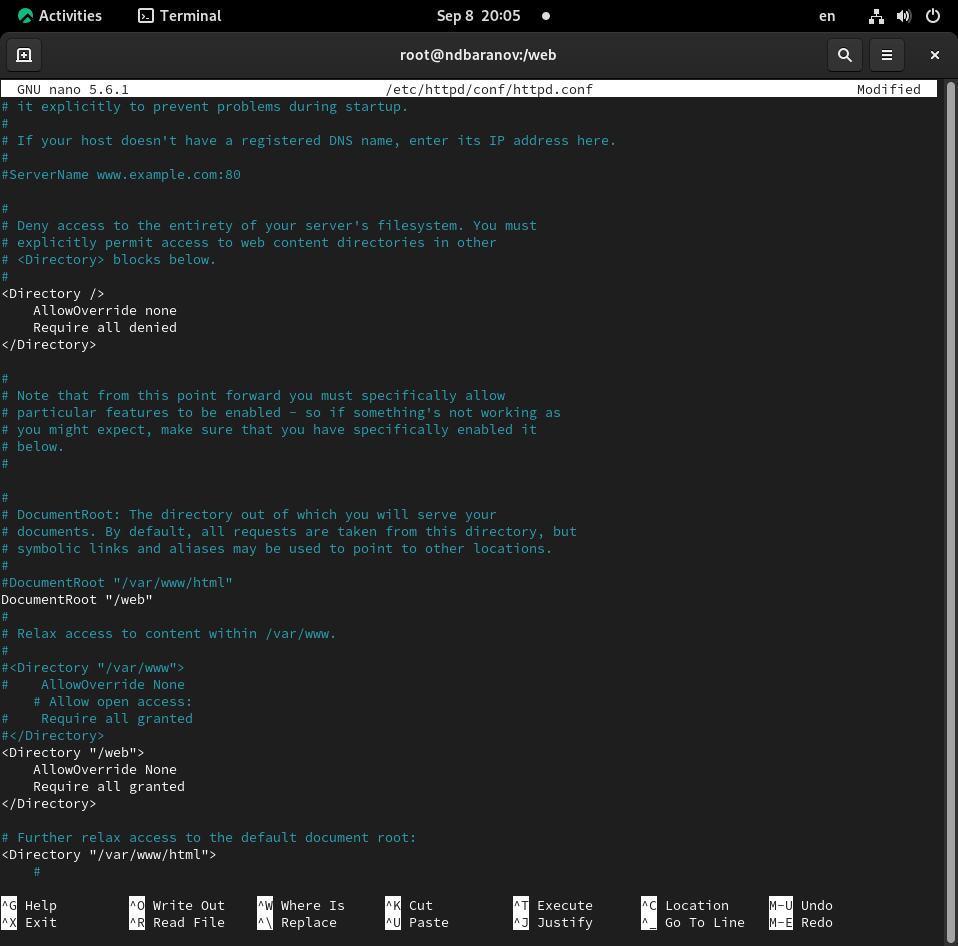 Activities Terminal Sep 8 20:05 en
root@ndbaranov:/web
GNU nano 5.6.1 /etc/httpd/conf/httpd.conf Modified
# it explicitly to prevent problems during startup.
#
# If your host doesn't have a registered DNS name, enter its IP address here.
#
#ServerName www.example.com:80

#
# Deny access to the entirety of your server's filesystem. You must
# explicitly permit access to web content directories in other
# <Directory> blocks below.
#
<Directory />
    AllowOverride none
    Require all denied
</Directory>

#
# Note that from this point forward you must specifically allow
# particular features to be enabled - so if something's not working as
# you might expect, make sure that you have specifically enabled it
# below.
#

#
# DocumentRoot: The directory out of which you will serve your
# documents. By default, all requests are taken from this directory, but
# symbolic links and aliases may be used to point to other locations.
#
#DocumentRoot "/var/www/html"
DocumentRoot "/web"
#
# Relax access to content within /var/www.
#
#<Directory "/var/www">
#    AllowOverride None
    # Allow open access:
#    Require all granted
#</Directory>
<Directory "/web">
    AllowOverride None
    Require all granted
</Directory>

# Further relax access to the default document root:
<Directory "/var/www/html">
    #
^G Help ^O Write Out ^W Where Is ^K Cut ^T Execute ^C Location M-U Undo
^X Exit ^R Read File ^\ Replace ^U Paste ^J Justify ^_ Go To Line M-E Redo